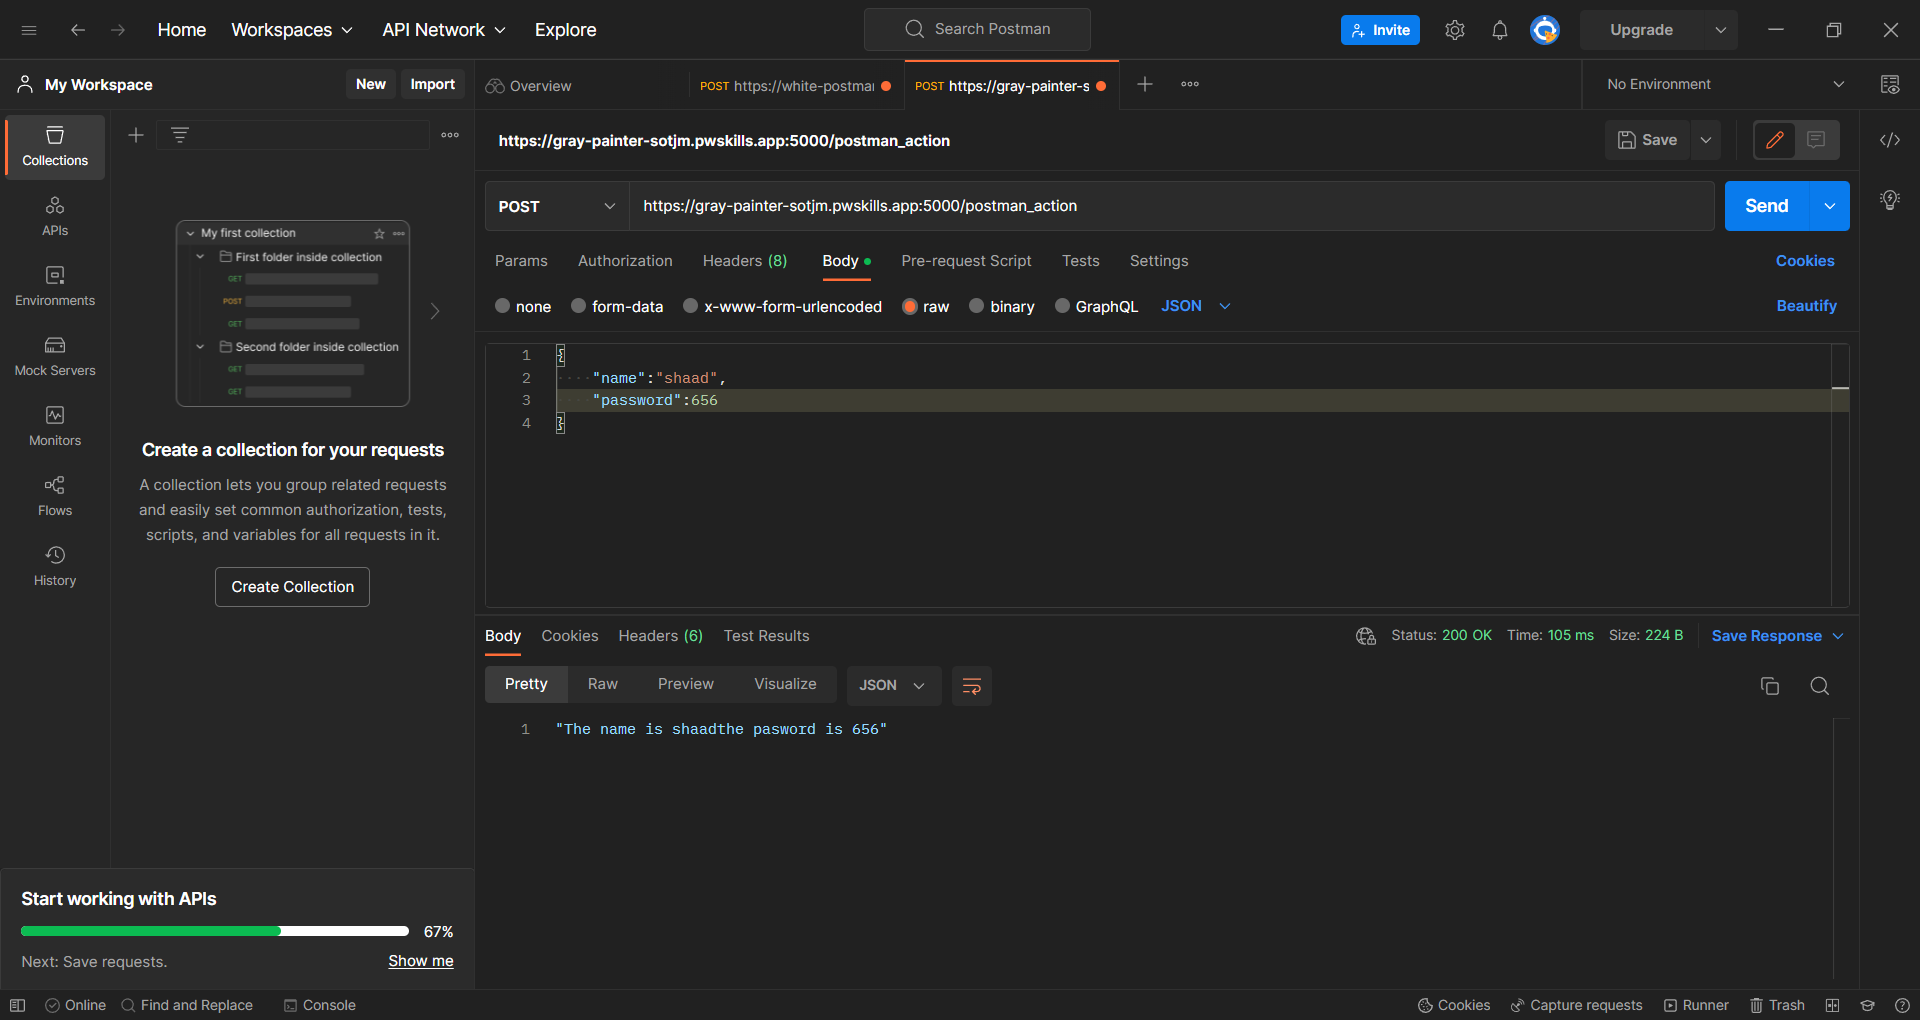 Home Workspaces API Network Explore Search Postman Invite Upgrade
My Workspace New Import Overview POST https://white-postmai POST https://gray-painter-s No Environment
Collections
APIs
Environments
Mock Servers
Monitors
Flows
History
My first collection
First folder inside collection
GET
POST
GET
Second folder inside collection
GET
GET
Create a collection for your requests
A collection lets you group related requests
and easily set common authorization, tests,
scripts, and variables for all requests in it.
Create Collection
Start working with APIs
67%
Next: Save requests. Show me
https://gray-painter-sotjm.pwskills.app:5000/postman_action Save
POST https://gray-painter-sotjm.pwskills.app:5000/postman_action Send
Params Authorization Headers (8) Body Pre-request Script Tests Settings Cookies
none form-data x-www-form-urlencoded raw binary GraphQL JSON Beautify
1 {
2 "name":"shaad",
3 "password":656
4 }
Body Cookies Headers (6) Test Results Status: 200 OK Time: 105 ms Size: 224 B Save Response
Pretty Raw Preview Visualize JSON
1 "The name is shaadthe pasword is 656"
Online Find and Replace Console Cookies Capture requests Runner Trash